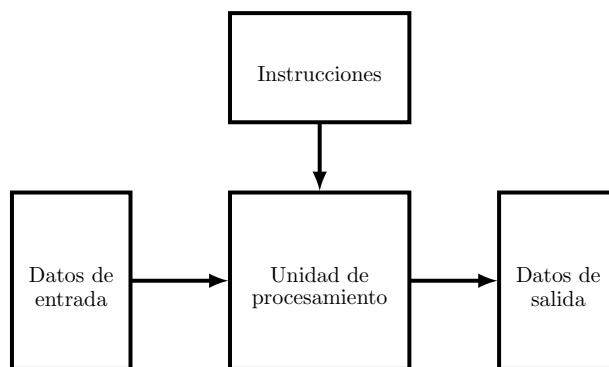 Instrucciones
Datos de
entrada
Unidad de
procesamiento
Datos de
salida